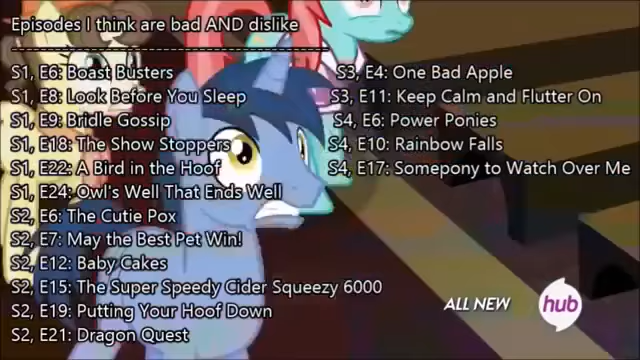 Episodes I think are bad AND dislike
S1, E6: Boast Busters
S1, E8: Look Before You Sleep
S1, E9: Bridle Gossip
S1, E18: The Show Stoppers
S1, E22: A Bird in the Hoof
S1, E24: Owl's Well That Ends Well
S2, E6: The Cutie Pox
S2, E7: May the Best Pet Win!
S2, E12: Baby Cakes
S2, E15: The Super Speedy Cider Squeezy 6000
S2, E19: Putting Your Hoof Down
S2, E21: Dragon Quest
S3, E4: One Bad Apple
S3, E11: Keep Calm and Flutter On
S4, E6: Power Ponies
S4, E10: Rainbow Falls
S4, E17: Somepony to Watch Over Me
ALL NEW
hub